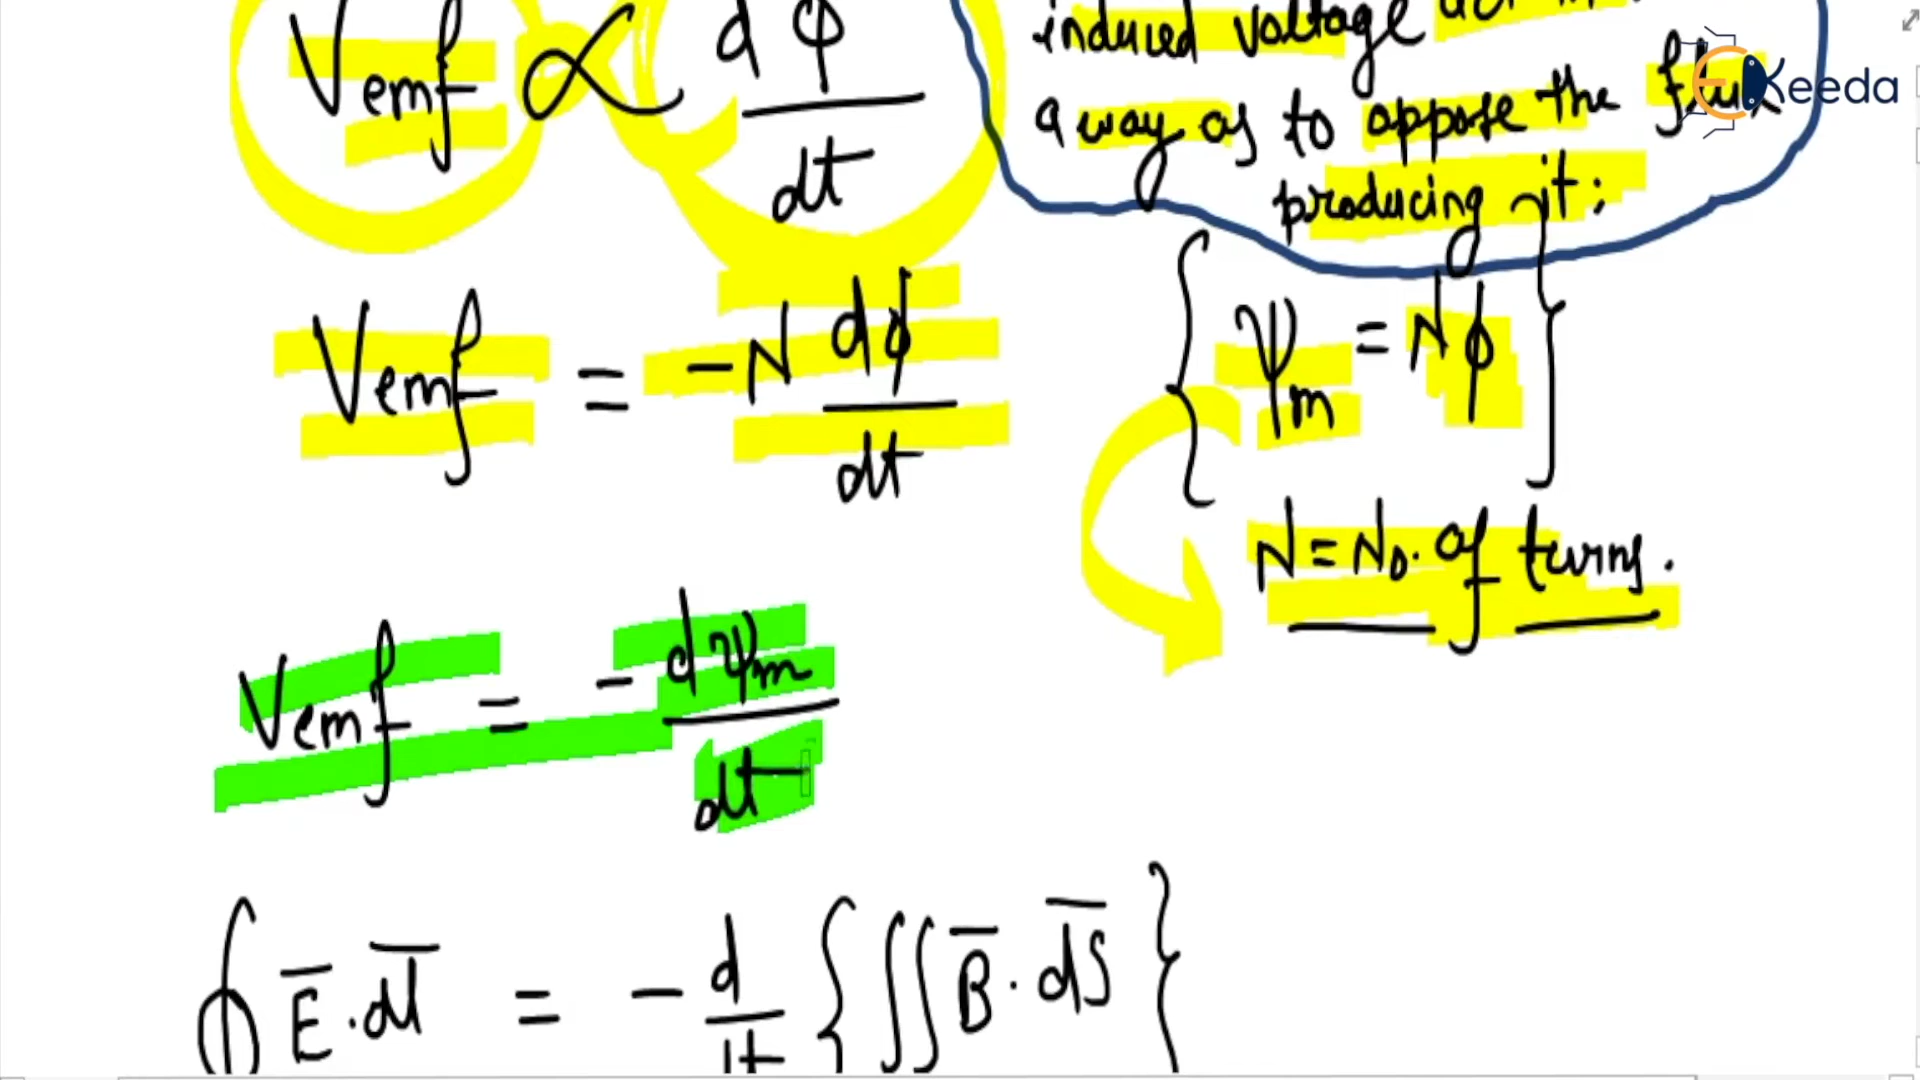 Vemf ∝ dφ/dt
induced voltage
a way as to oppose the flux
producing it;
EKeeda
Vemf = -N dφ/dt
{ψm = Nφ}
N = No. of turns.
Vemf = - dψm/dt
∮ E̅.dl̅ = - d/dt {∬ B̅.dS̅}